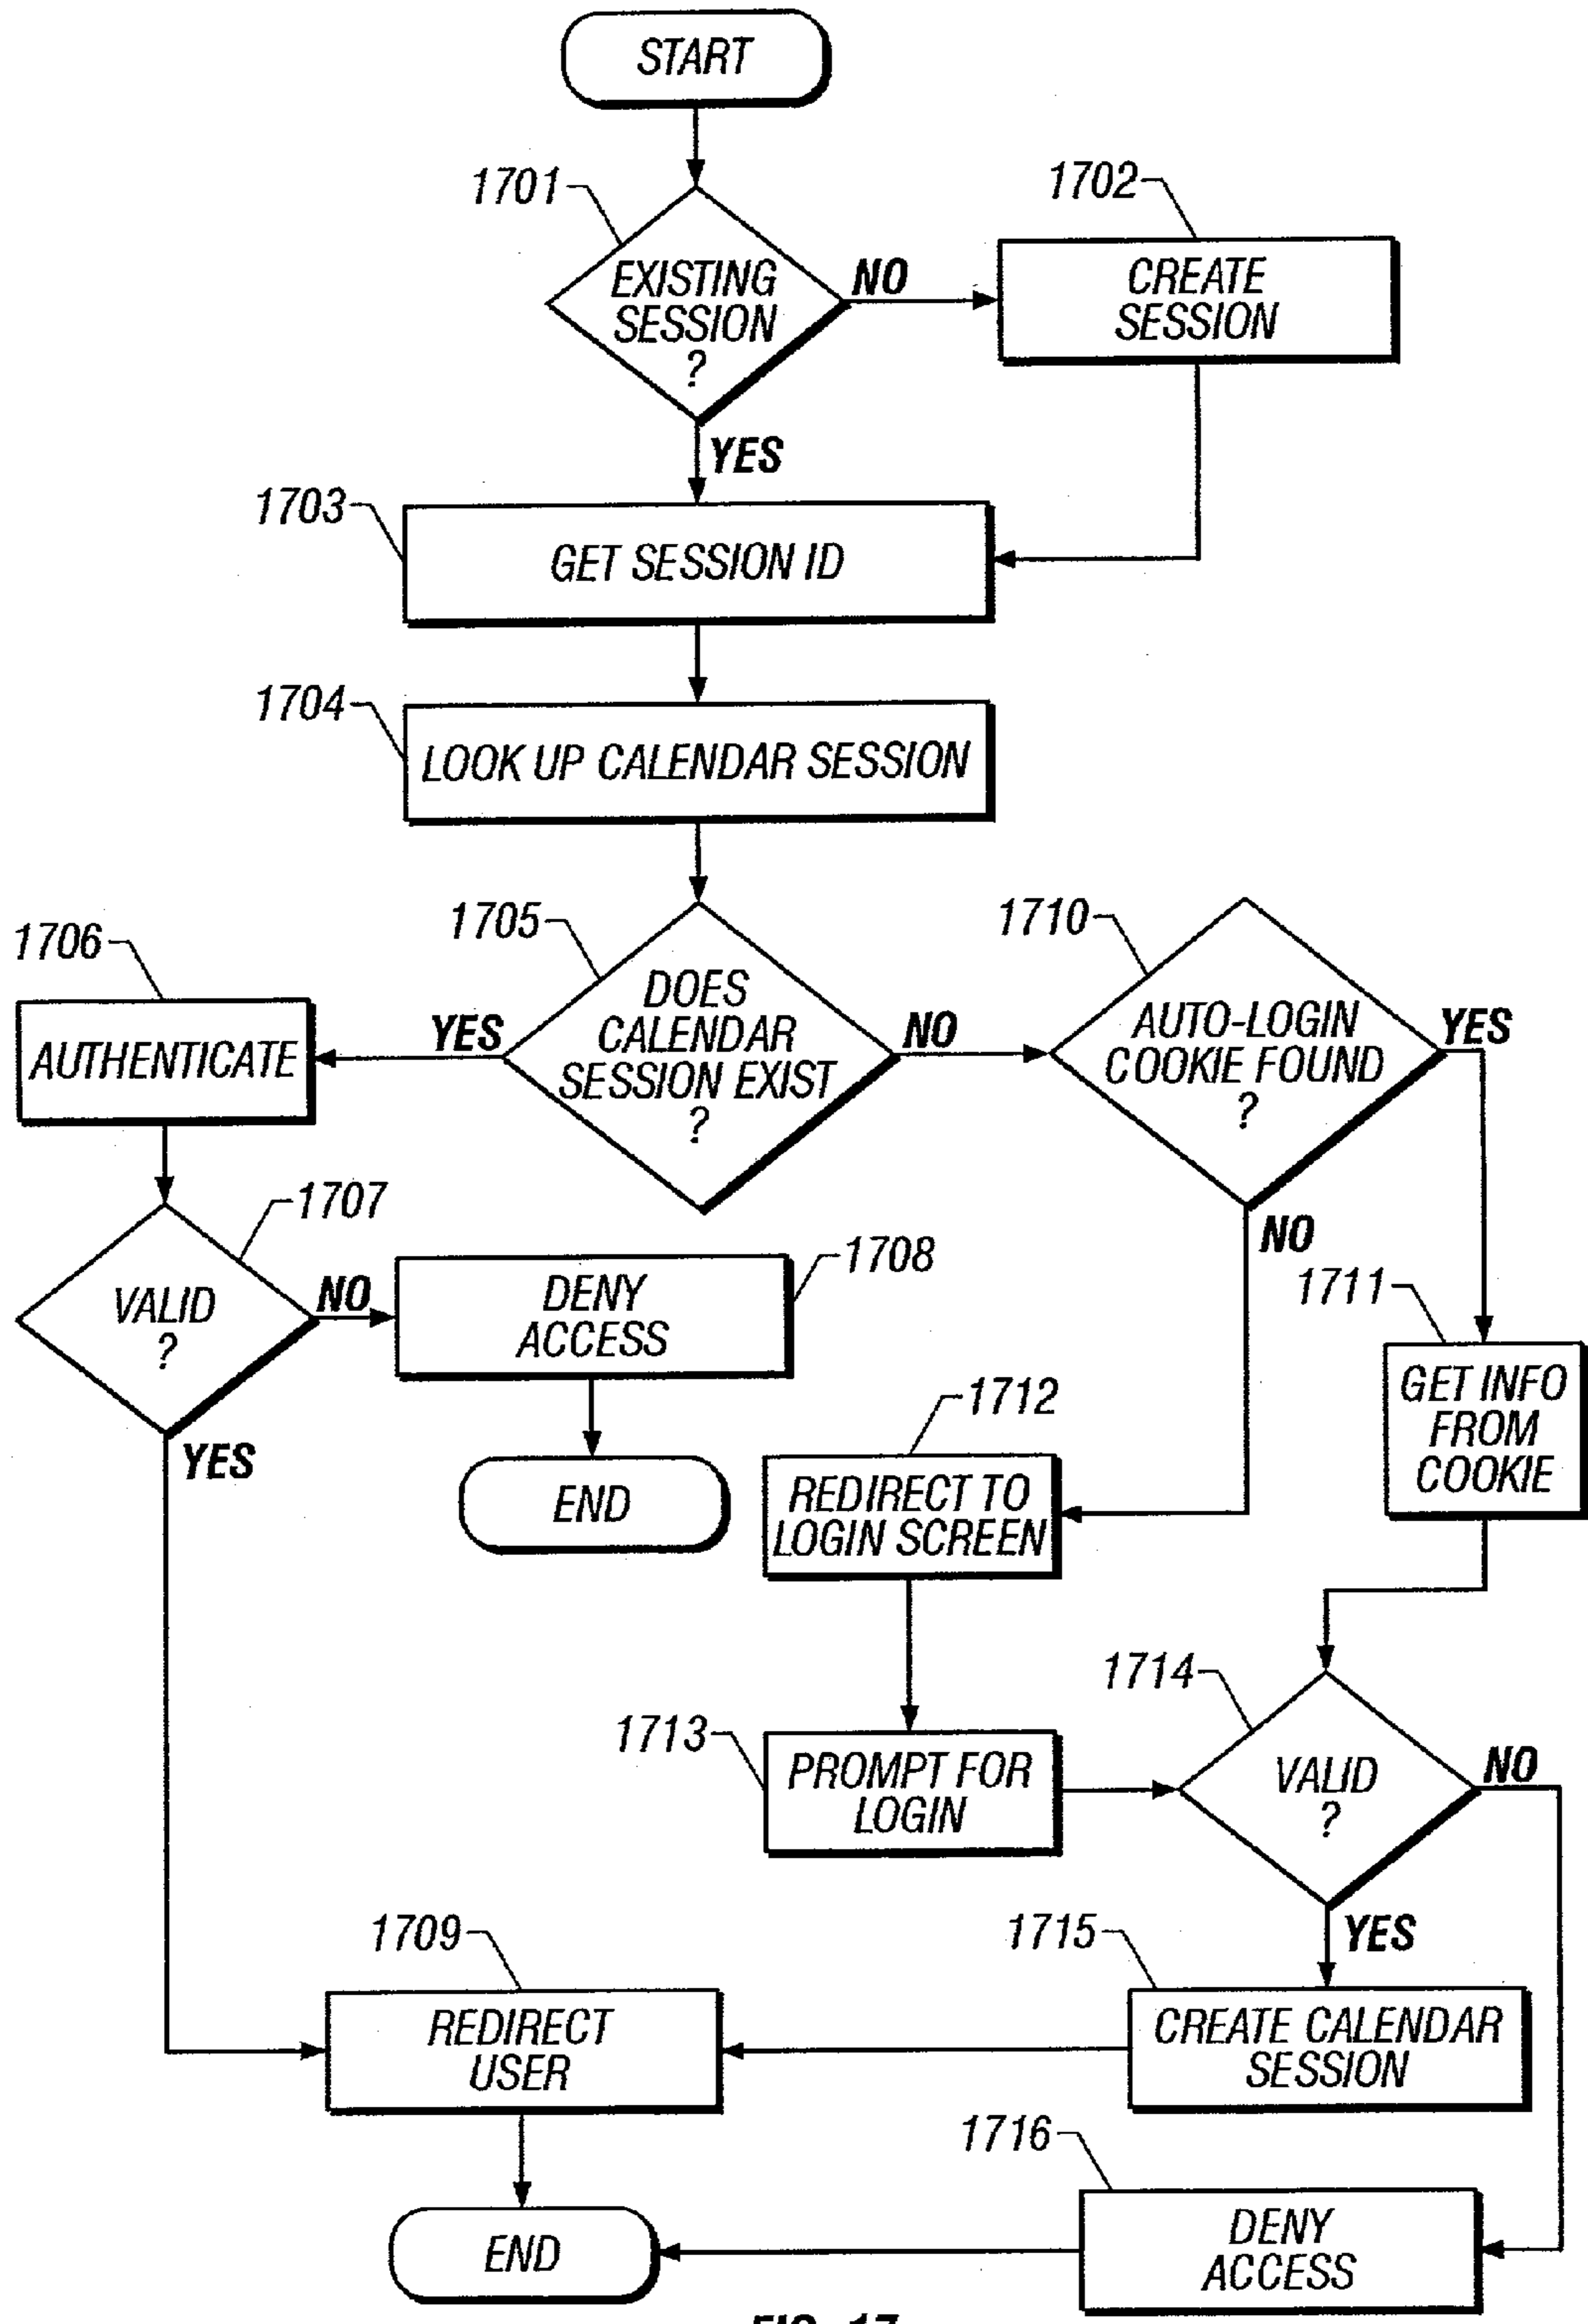 START
1701
1702
EXISTING
SESSION
?
NO
CREATE
SESSION
YES
1703
GET SESSION ID
1704
LOOK UP CALENDAR SESSION
1705
1710
1706
DOES
CALENDAR
SESSION EXIST
?
YES
NO
AUTO-LOGIN
COOKIE FOUND
?
YES
AUTHENTICATE
1707
NO
1708
VALID
?
NO
DENY
ACCESS
1711
GET INFO
FROM
COOKIE
1712
YES
END
REDIRECT TO
LOGIN SCREEN
1714
1713
PROMPT FOR
LOGIN
VALID
?
NO
1709
1715
YES
REDIRECT
USER
CREATE CALENDAR
SESSION
1716
END
DENY
ACCESS
FIG. 17